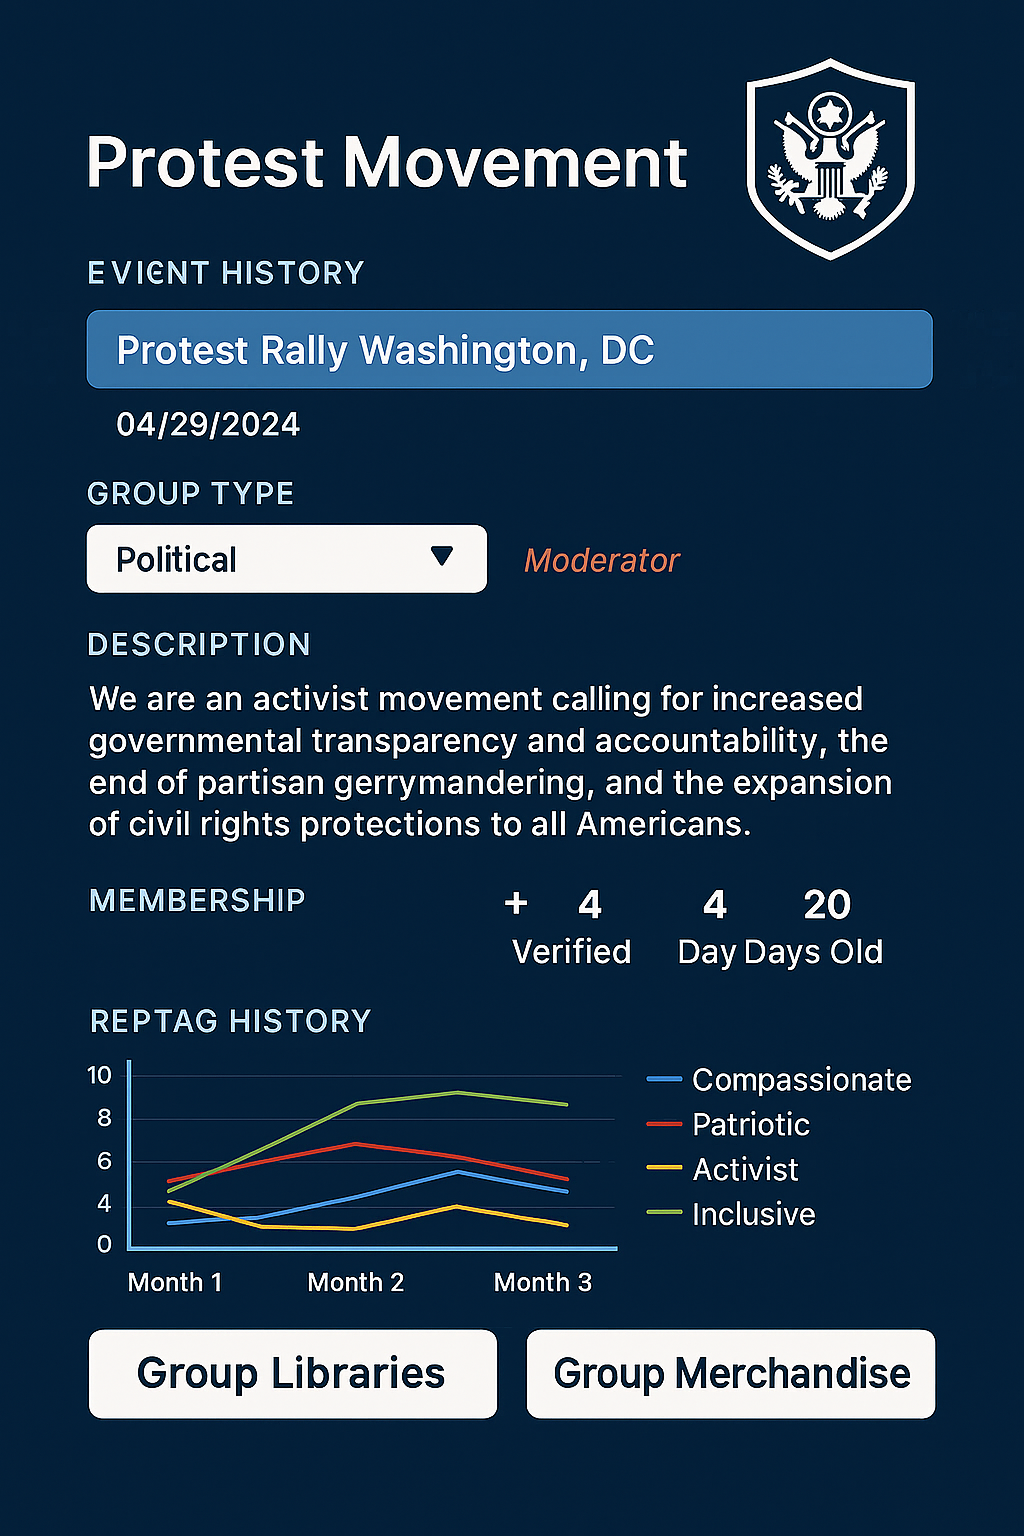 Protest Movement
EVIЄNT HISTORY
Protest Rally Washington, DC
04/29/2024
GROUP TYPE
Political ▼ Moderator
DESCRIPTION
We are an activist movement calling for increased
governmental transparency and accountability, the
end of partisan gerrymandering, and the expansion
of civil rights protections to all Americans.
MEMBERSHIP + 4 4 20
Verified Day Days Old
REPTAG HISTORY
10
8
6
4
0
Month 1 Month 2 Month 3
Compassionate
Patriotic
Activist
Inclusive
Group Libraries Group Merchandise